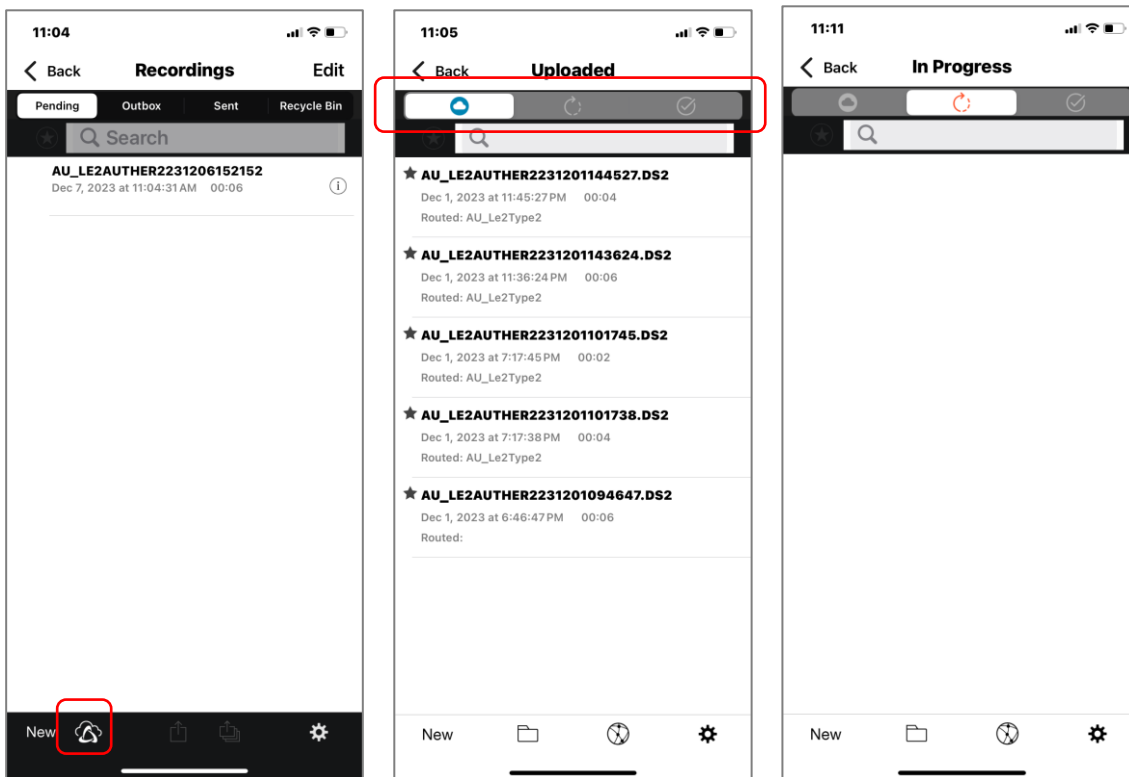 11:04
Back Recordings Edit
Pending Outbox Sent Recycle Bin
Search
AU_LE2AUTHER2231206152152
Dec 7, 2023 at 11:04:31 AM 00:06
New
11:05
Back Uploaded
AU_LE2AUTHER2231201144527.DS2
Dec 1, 2023 at 11:45:27 PM 00:04
Routed: AU_Le2Type2
AU_LE2AUTHER2231201143624.DS2
Dec 1, 2023 at 11:36:24 PM 00:06
Routed: AU_Le2Type2
AU_LE2AUTHER2231201101745.DS2
Dec 1, 2023 at 7:17:45 PM 00:02
Routed: AU_Le2Type2
AU_LE2AUTHER2231201101738.DS2
Dec 1, 2023 at 7:17:38 PM 00:04
Routed: AU_Le2Type2
AU_LE2AUTHER2231201094647.DS2
Dec 1, 2023 at 6:46:47 PM 00:06
Routed:
New
11:11
Back In Progress
New